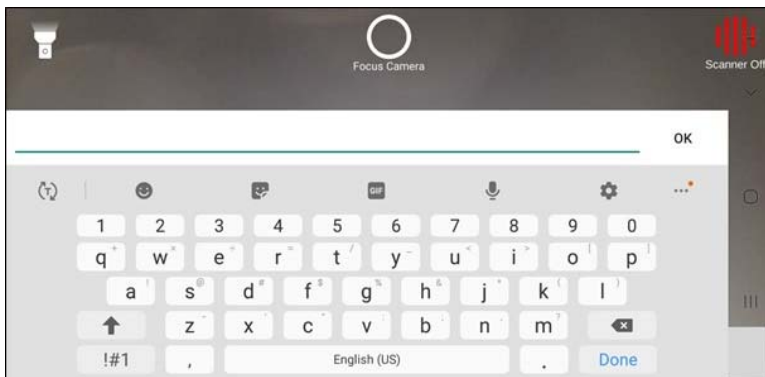 Focus Camera
Scanner Off
OK
GIF
1 2 3 4 5 6 7 8 9 0
q w e r t y u i o p
a s d f g h j k l
z x c v b n m
!#1 , English (US) . Done